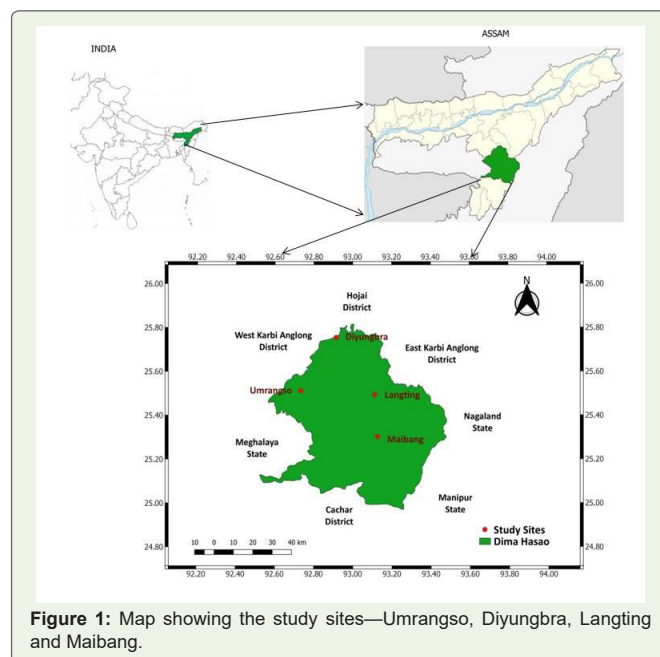 INDIA
ASSAM
92.20 92.40 92.60 92.80 93.00 93.20 93.40 93.60 93.80 94.00
26.00 26.00
N
Hojai
District
25.80 25.80
Diyungbra
West Karbi Anglong
District
East Karbi Anglong
District
25.60 25.60
Umrangso
Langting
Nagaland
State
25.40 25.40
Maibang
Meghalaya
State
25.20 25.20
Manipur
State
Cachar
District
25.00 25.00
Study Sites
Dima Hasao
10 0 10 20 30 40 km
24.80 24.80
92.20 92.40 92.60 92.80 93.00 93.20 93.40 93.60 93.80 94.00
Figure 1: Map showing the study sites—Umrangso, Diyungbra, Langting
and Maibang.